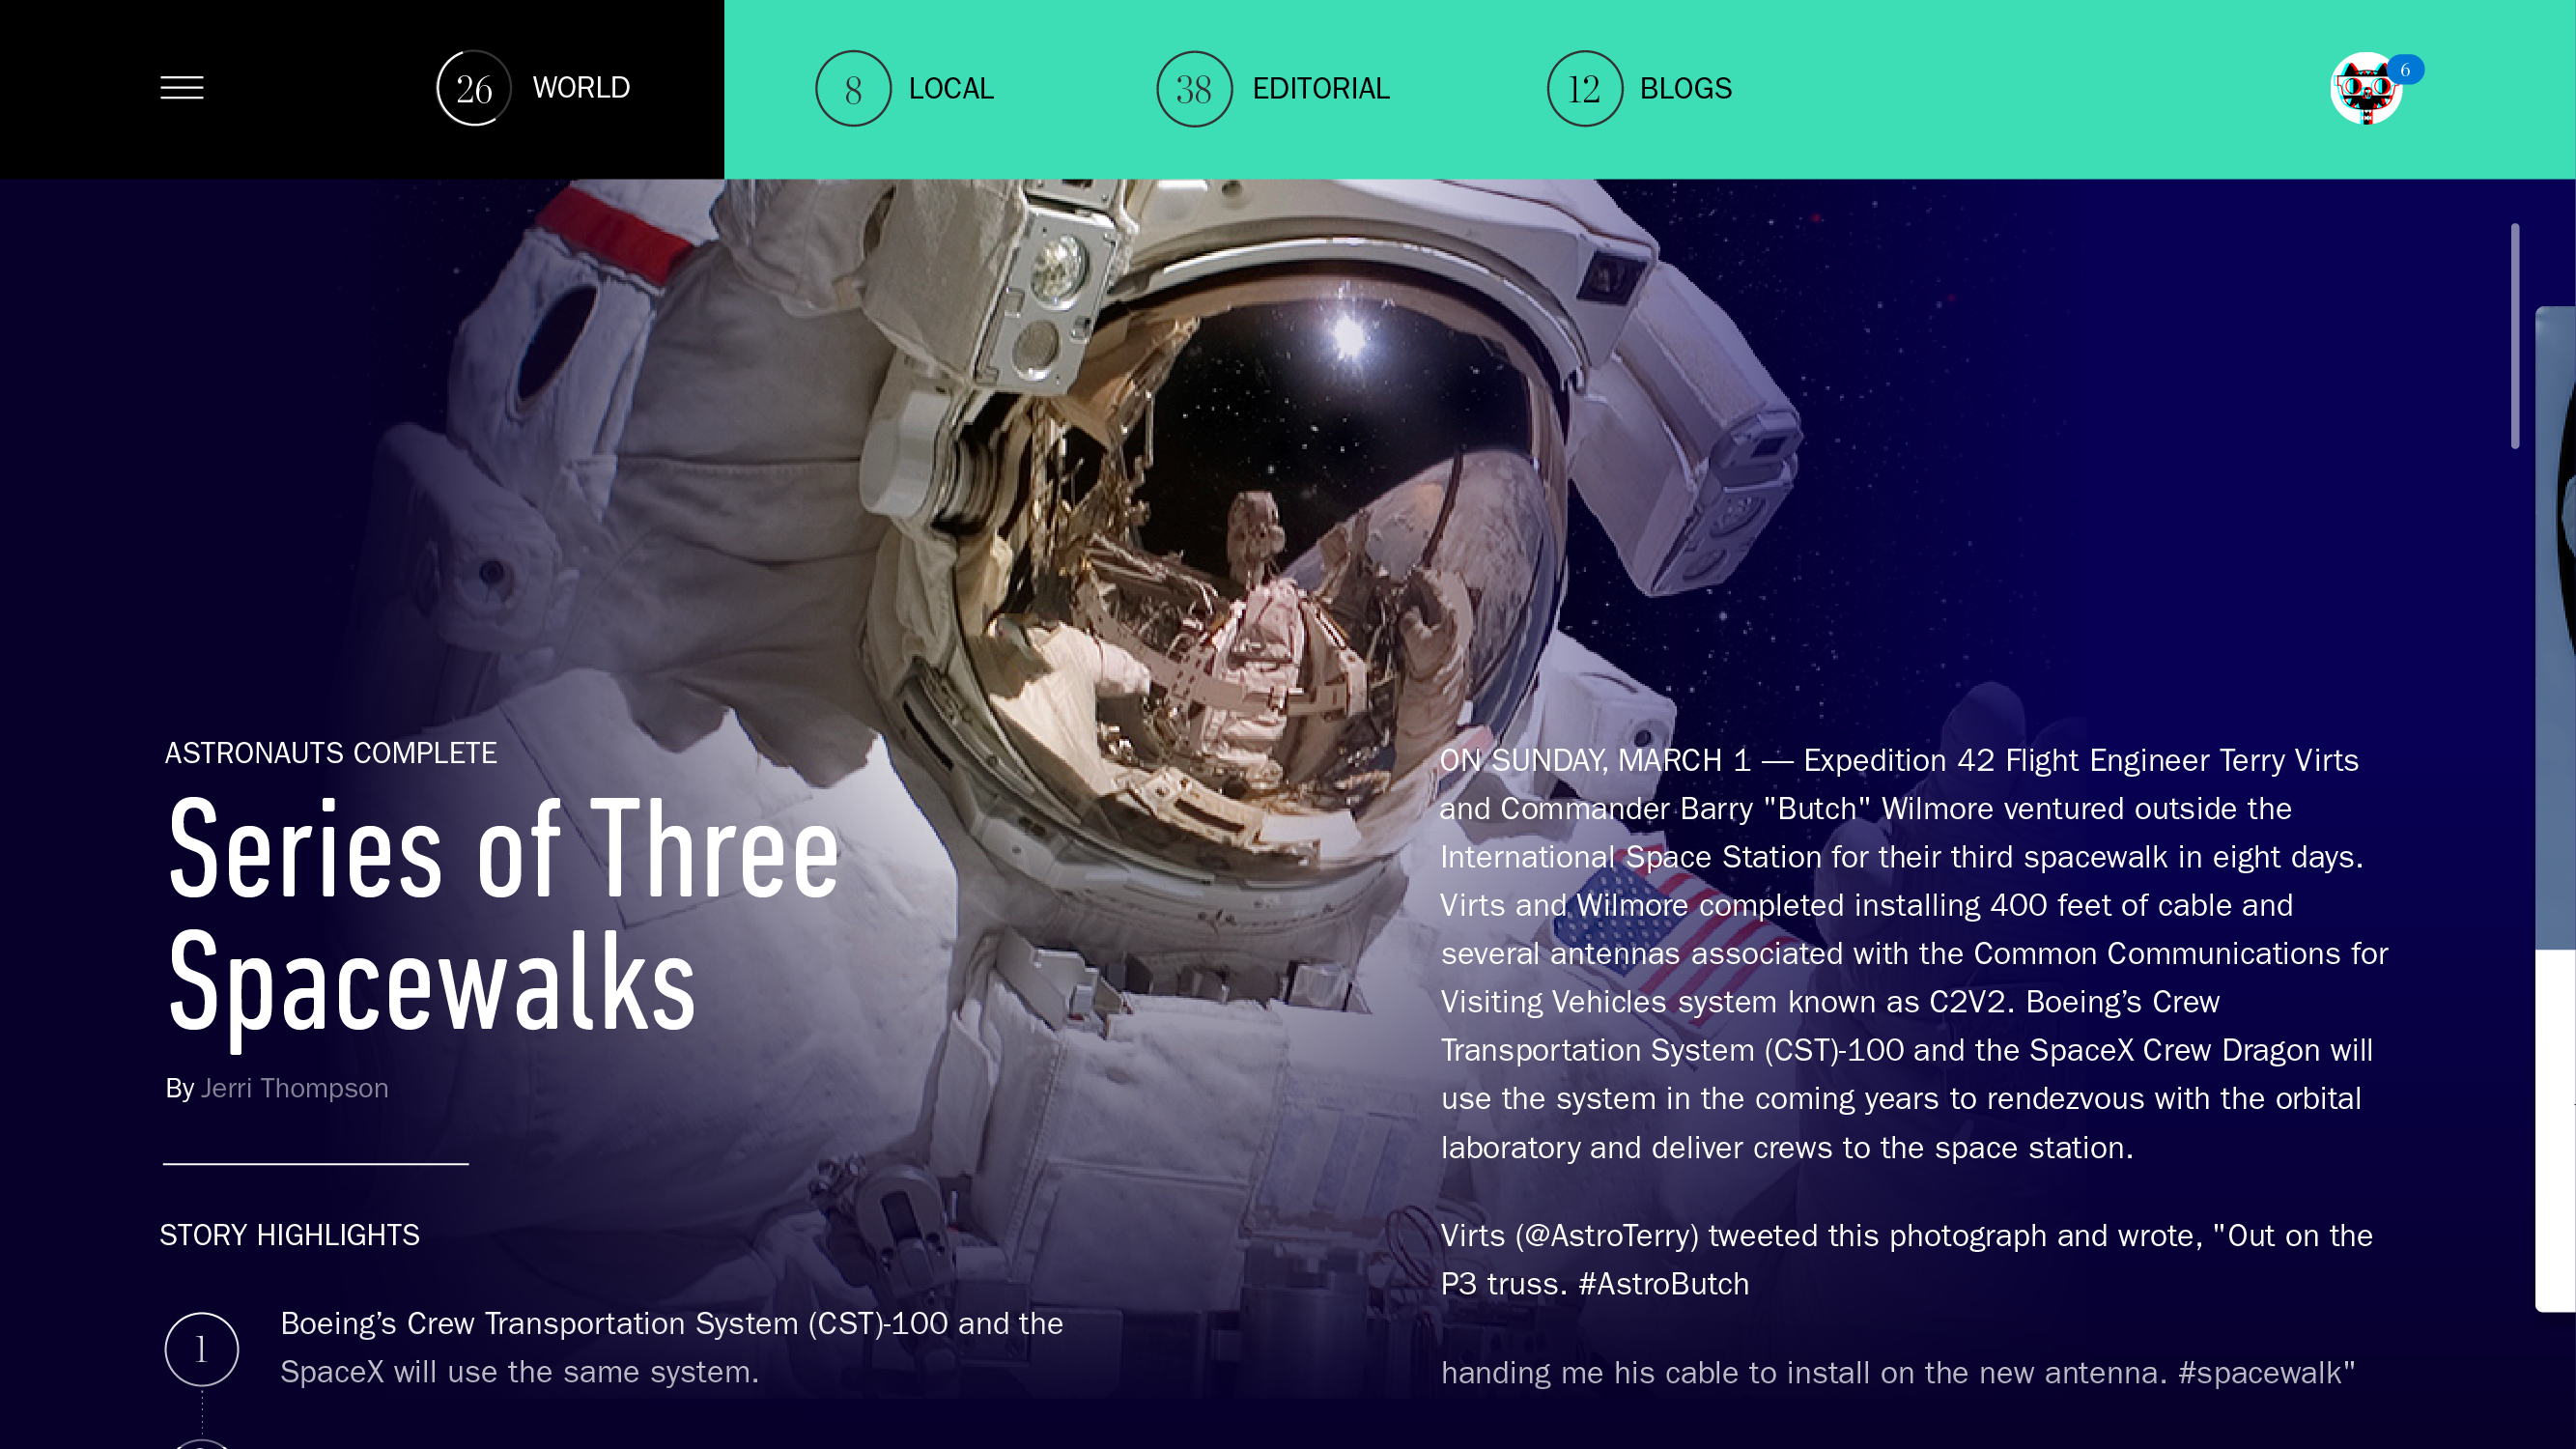 26 WORLD
8 LOCAL
38 EDITORIAL
12 BLOGS
6
ASTRONAUTS COMPLETE
Series of Three
Spacewalks
By Jerri Thompson
STORY HIGHLIGHTS
1
Boeing’s Crew Transportation System (CST)-100 and the
SpaceX will use the same system.
ON SUNDAY, MARCH 1 — Expedition 42 Flight Engineer Terry Virts
and Commander Barry "Butch" Wilmore ventured outside the
International Space Station for their third spacewalk in eight days.
Virts and Wilmore completed installing 400 feet of cable and
several antennas associated with the Common Communications for
Visiting Vehicles system known as C2V2. Boeing’s Crew
Transportation System (CST)-100 and the SpaceX Crew Dragon will
use the system in the coming years to rendezvous with the orbital
laboratory and deliver crews to the space station.
Virts (@AstroTerry) tweeted this photograph and wrote, "Out on the
P3 truss. #AstroButch
handing me his cable to install on the new antenna. #spacewalk"